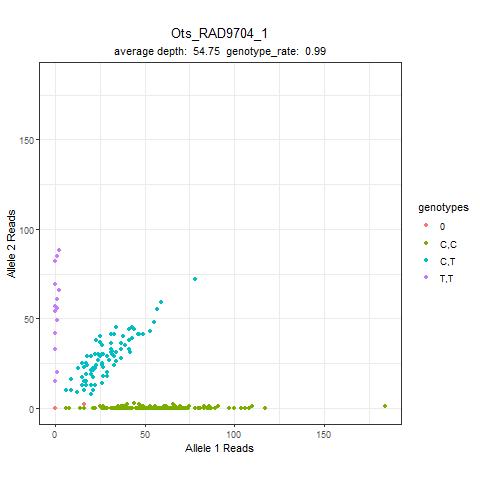 Ots_RAD9704_1
average depth: 54.75 genotype_rate: 0.99
Allele 2 Reads
150
100
50
0
0 50 100 150
Allele 1 Reads
genotypes
0
C,C
C,T
T,T